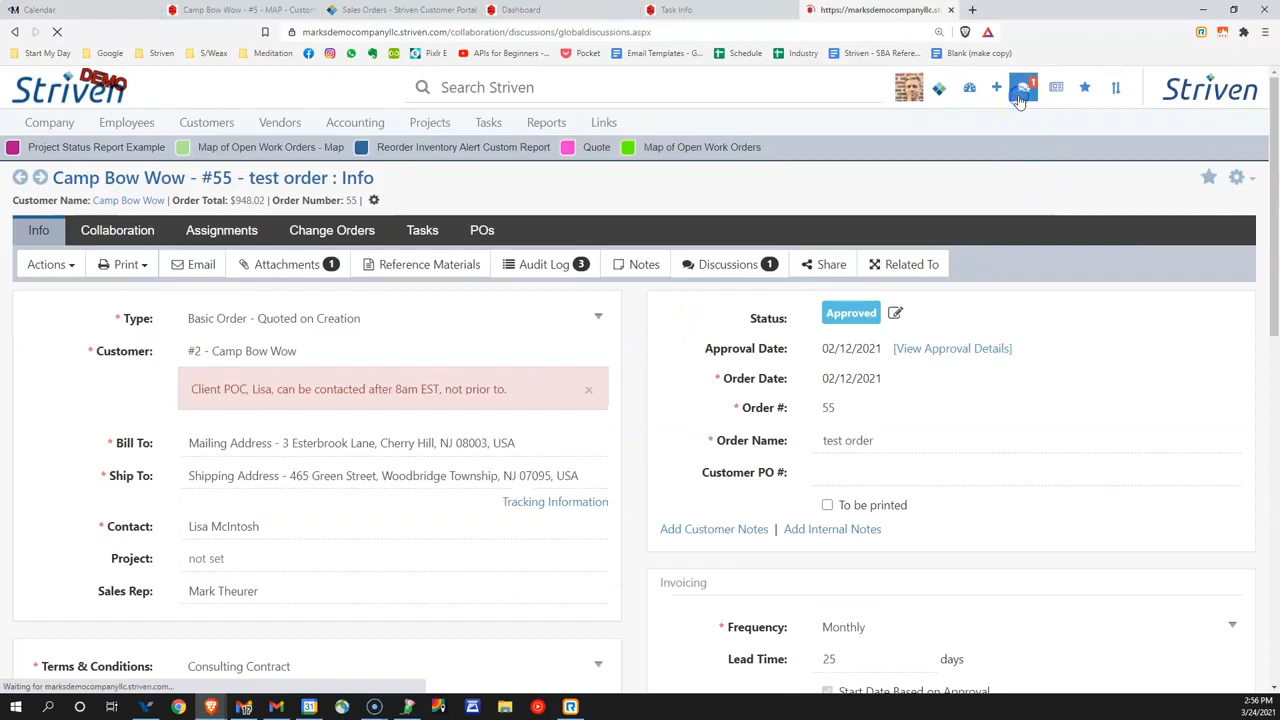 Calendar
Camp Bow Wow - #5 - MAP - Custom
Sales Orders - Striven Customer Portal
Dashboard
Task Info
https://marksdemocompanyllc.striven.com
marksdemocompanyllc.striven.com/collaboration/discussions/globaldiscussions.aspx
Start My Day
Google
Striven
S/Weax
Meditation
Pixlr E
APIs for Beginners -...
Pocket
Email Templates - G...
Schedule
Industry
Striven - SBA Refere...
Blank (make copy)
Striven DEMO
Search Striven
1
Striven
Company Employees Customers Vendors Accounting Projects Tasks Reports Links
Project Status Report Example
Map of Open Work Orders - Map
Reorder Inventory Alert Custom Report
Quote
Map of Open Work Orders
Camp Bow Wow - #55 - test order : Info
Customer Name: Camp Bow Wow | Order Total: $948.02 | Order Number: 55 |
Info Collaboration Assignments Change Orders Tasks POs
Actions Print Email Attachments 1 Reference Materials Audit Log 3 Notes Discussions 1 Share Related To
* Type: Basic Order - Quoted on Creation
* Customer: #2 - Camp Bow Wow
Client POC, Lisa, can be contacted after 8am EST, not prior to. ×
* Bill To: Mailing Address - 3 Esterbrook Lane, Cherry Hill, NJ 08003, USA
* Ship To: Shipping Address - 465 Green Street, Woodbridge Township, NJ 07095, USA
Tracking Information
* Contact: Lisa McIntosh
Project: not set
Sales Rep: Mark Theurer
* Terms & Conditions: Consulting Contract
Status: Approved
Approval Date: 02/12/2021 [View Approval Details]
* Order Date: 02/12/2021
* Order #: 55
* Order Name: test order
Customer PO #:
To be printed
Add Customer Notes | Add Internal Notes
Invoicing
* Frequency: Monthly
Lead Time: 25 days
Start Date Based on Approval
Waiting for marksdemocompanyllc.striven.com...
2:56 PM
3/24/2021